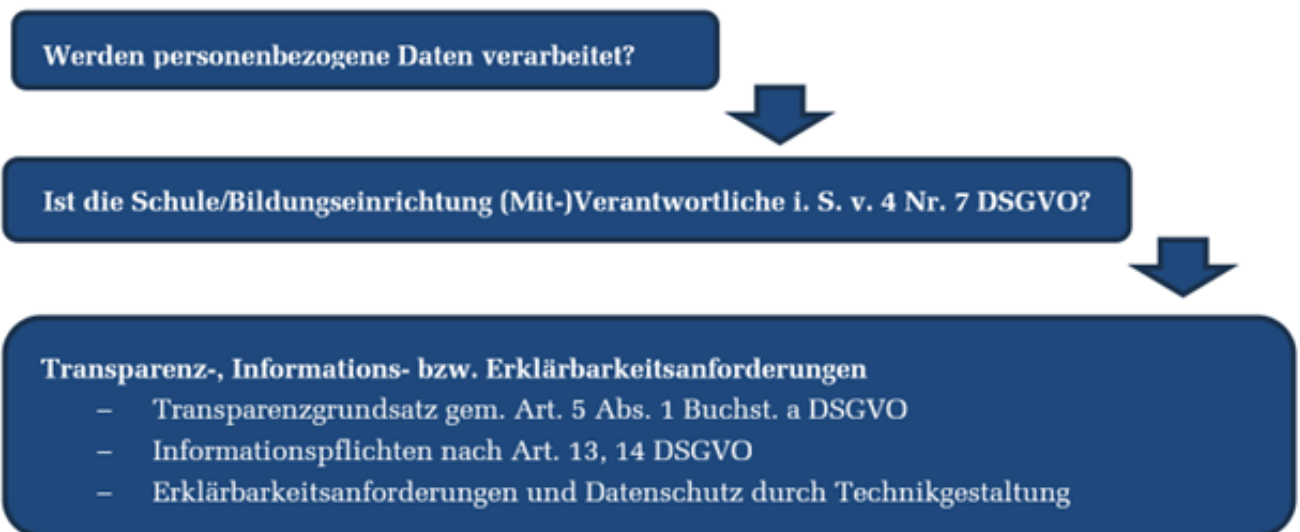 Werden personenbezogene Daten verarbeitet?
Ist die Schule/Bildungseinrichtung (Mit-)Verantwortliche i. S. v. 4 Nr. 7 DSGVO?
Transparenz-, Informations- bzw. Erklärbarkeitsanforderungen
– Transparenzgrundsatz gem. Art. 5 Abs. 1 Buchst. a DSGVO
– Informationspflichten nach Art. 13, 14 DSGVO
– Erklärbarkeitsanforderungen und Datenschutz durch Technikgestaltung